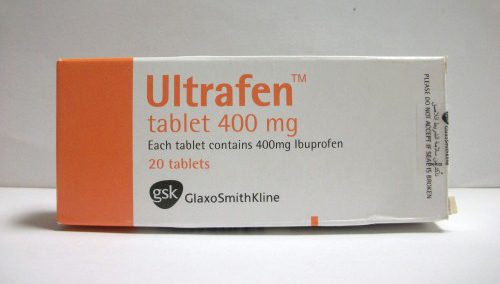 Ultrafen™
tablet 400 mg
Each tablet contains 400mg Ibuprofen
20 tablets
gsk GlaxoSmithKline
PLEASE DO NOT ACCEPT IF SEAL IS BROKEN
GlaxoSmithKline